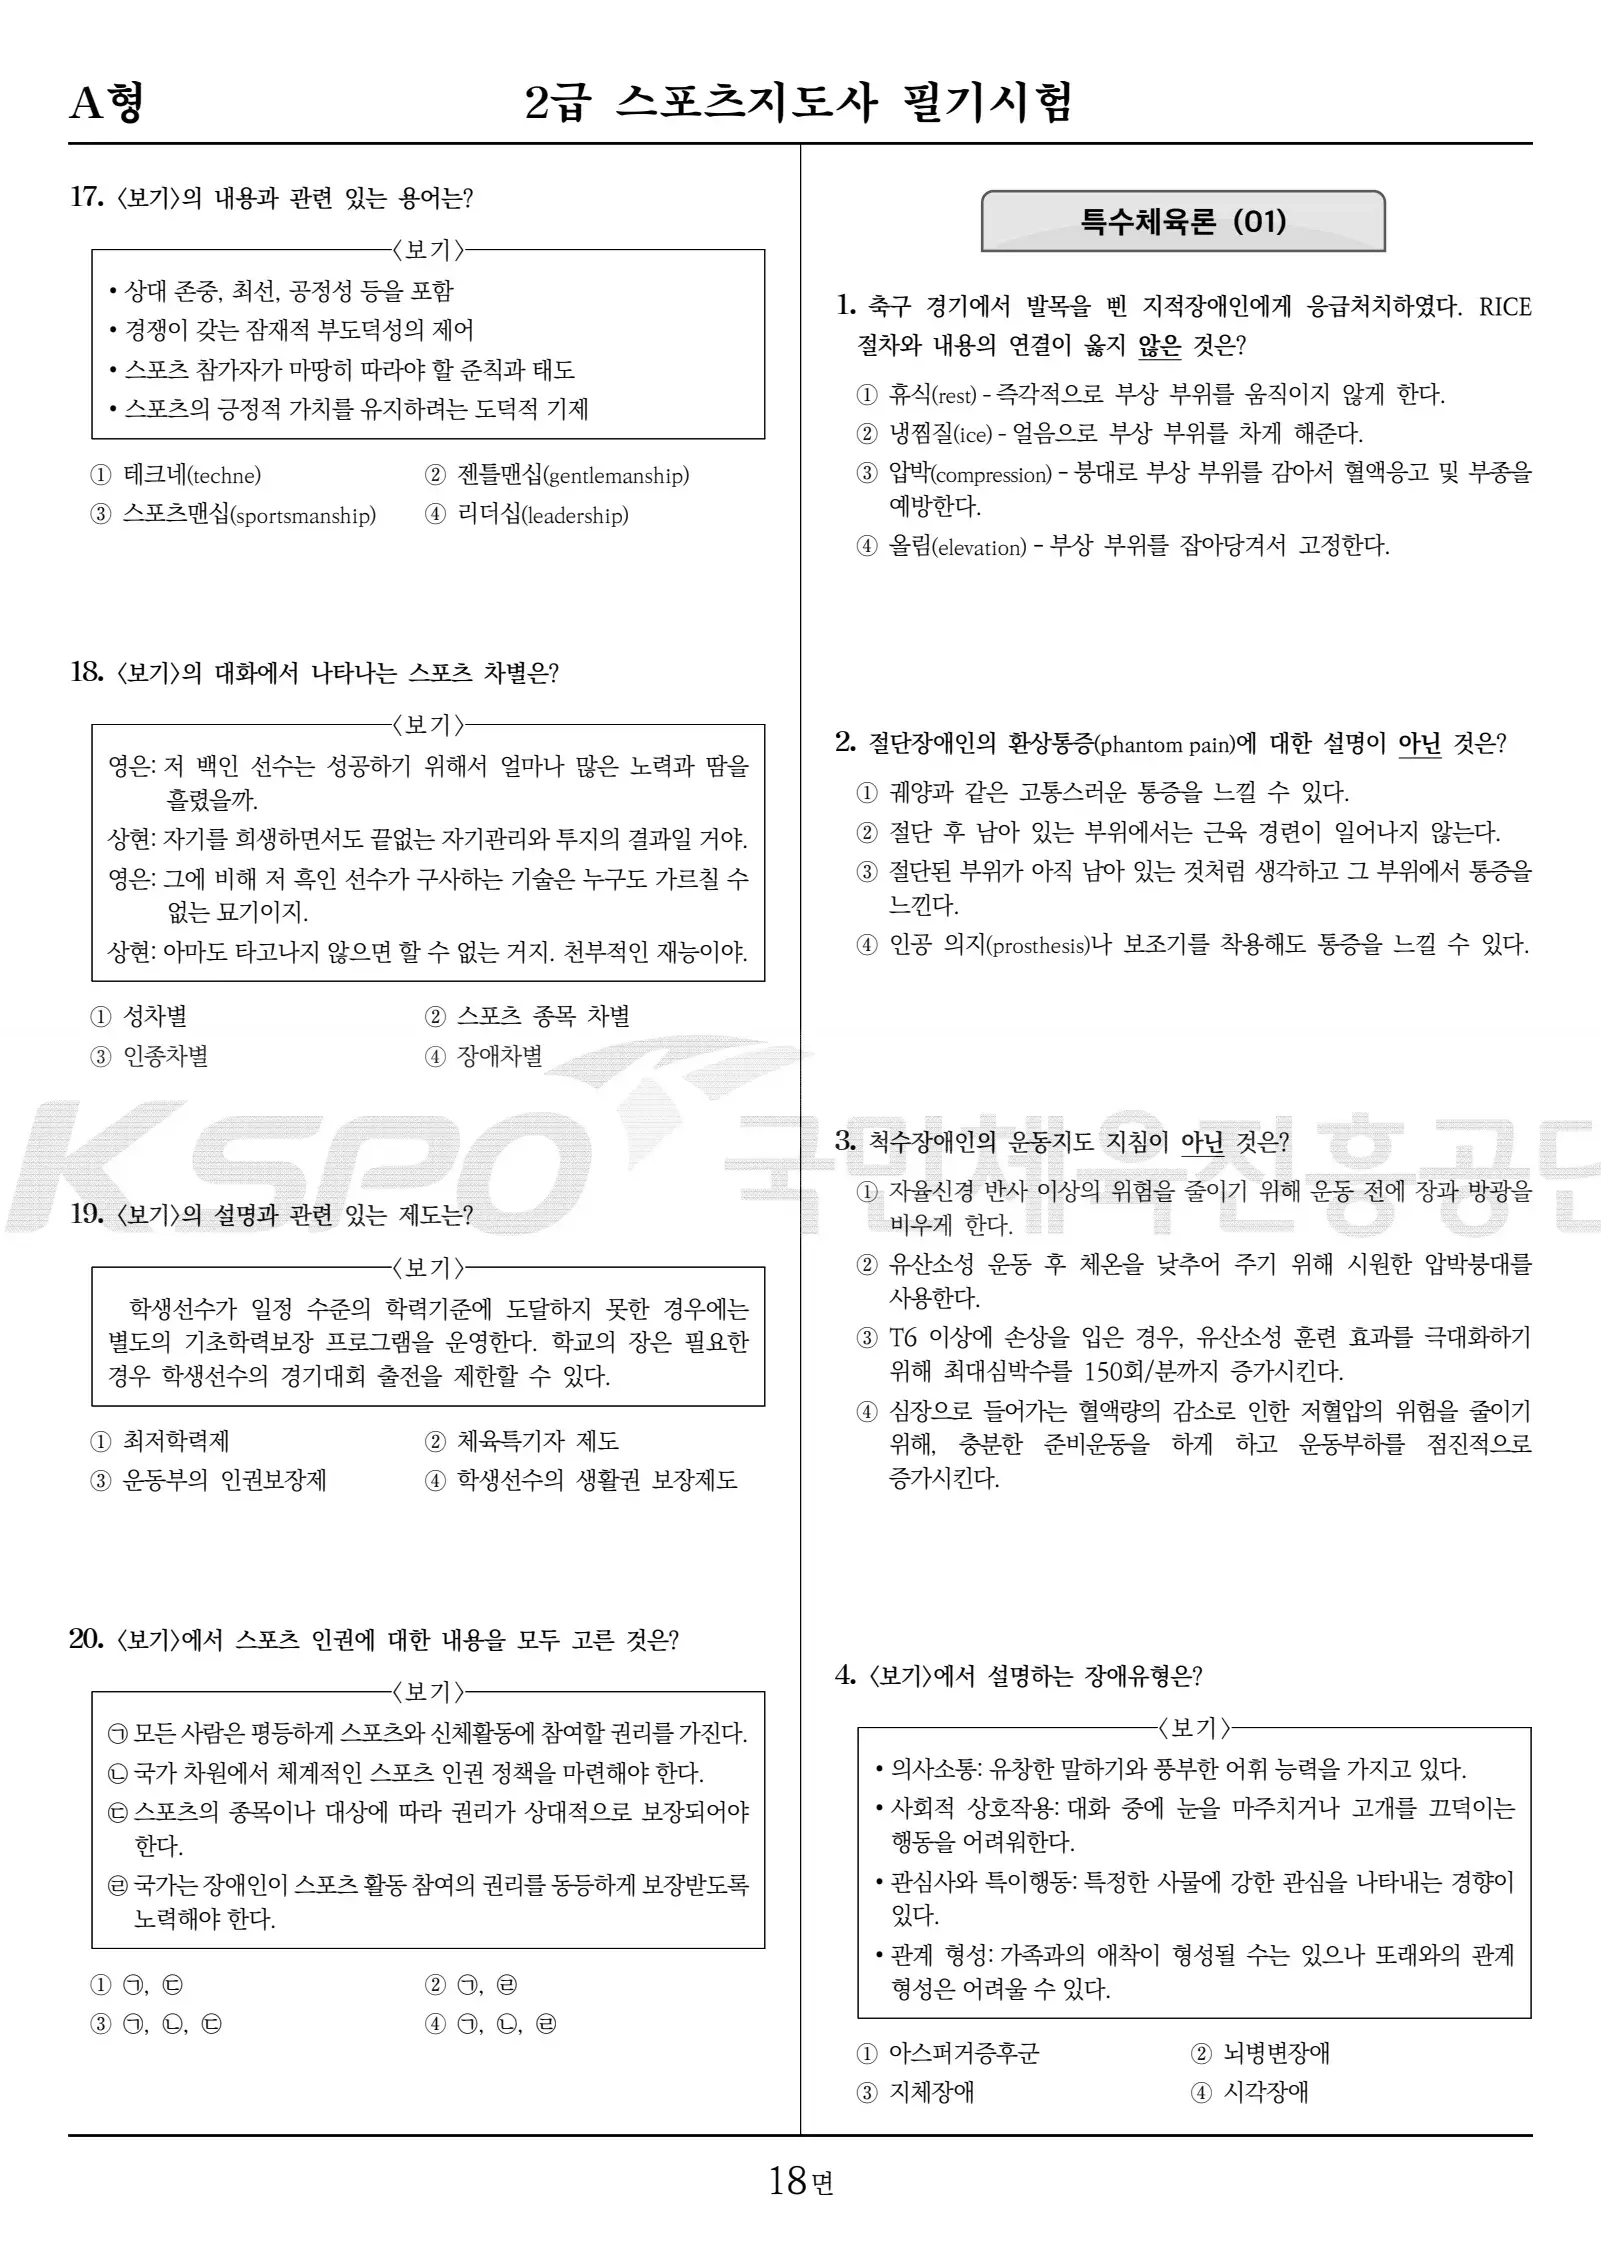 A형
2급 스포츠지도사 필기시험
17. 〈보기〉의 내용과 관련 있는 용어는?
〈보기〉
• 상대 존중, 최선, 공정성 등을 포함
• 경쟁이 갖는 잠재적 부도덕성의 제어
• 스포츠 참가자가 마땅히 따라야 할 준칙과 태도
• 스포츠의 긍정적 가치를 유지하려는 도덕적 기제
① 테크네(techne) ② 젠틀맨십(gentlemanship)
③ 스포츠맨십(sportsmanship) ④ 리더십(leadership)
18. 〈보기〉의 대화에서 나타나는 스포츠 차별은?
〈보기〉
영은: 저 백인 선수는 성공하기 위해서 얼마나 많은 노력과 땀을
흘렸을까.
상현: 자기를 희생하면서도 끝없는 자기관리와 투지의 결과일 거야.
영은: 그에 비해 저 흑인 선수가 구사하는 기술은 누구도 가르칠 수
없는 묘기이지.
상현: 아마도 타고나지 않으면 할 수 없는 거지. 천부적인 재능이야.
① 성차별 ② 스포츠 종목 차별
③ 인종차별 ④ 장애차별
19. 〈보기〉의 설명과 관련 있는 제도는?
〈보기〉
학생선수가 일정 수준의 학력기준에 도달하지 못한 경우에는
별도의 기초학력보장 프로그램을 운영한다. 학교의 장은 필요한
경우 학생선수의 경기대회 출전을 제한할 수 있다.
① 최저학력제 ② 체육특기자 제도
③ 운동부의 인권보장제 ④ 학생선수의 생활권 보장제도
20. 〈보기〉에서 스포츠 인권에 대한 내용을 모두 고른 것은?
〈보기〉
㉠ 모든 사람은 평등하게 스포츠와 신체활동에 참여할 권리를 가진다.
㉡ 국가 차원에서 체계적인 스포츠 인권 정책을 마련해야 한다.
㉢ 스포츠의 종목이나 대상에 따라 권리가 상대적으로 보장되어야
한다.
㉣ 국가는 장애인이 스포츠 활동 참여의 권리를 동등하게 보장받도록
노력해야 한다.
① ㉠, ㉢ ② ㉠, ㉣
③ ㉠, ㉡, ㉢ ④ ㉠, ㉡, ㉣
특수체육론 (01)
1. 축구 경기에서 발목을 삔 지적장애인에게 응급처치하였다. RICE
절차와 내용의 연결이 옳지 않은 것은?
① 휴식(rest) - 즉각적으로 부상 부위를 움직이지 않게 한다.
② 냉찜질(ice) - 얼음으로 부상 부위를 차게 해준다.
③ 압박(compression) - 붕대로 부상 부위를 감아서 혈액응고 및 부종을
예방한다.
④ 올림(elevation) - 부상 부위를 잡아당겨서 고정한다.
2. 절단장애인의 환상통증(phantom pain)에 대한 설명이 아닌 것은?
① 궤양과 같은 고통스러운 통증을 느낄 수 있다.
② 절단 후 남아 있는 부위에서는 근육 경련이 일어나지 않는다.
③ 절단된 부위가 아직 남아 있는 것처럼 생각하고 그 부위에서 통증을
느낀다.
④ 인공 의지(prosthesis)나 보조기를 착용해도 통증을 느낄 수 있다.
3. 척수장애인의 운동지도 지침이 아닌 것은?
① 자율신경 반사 이상의 위험을 줄이기 위해 운동 전에 장과 방광을
비우게 한다.
② 유산소성 운동 후 체온을 낮추어 주기 위해 시원한 압박붕대를
사용한다.
③ T6 이상에 손상을 입은 경우, 유산소성 훈련 효과를 극대화하기
위해 최대심박수를 150회/분까지 증가시킨다.
④ 심장으로 들어가는 혈액량의 감소로 인한 저혈압의 위험을 줄이기
위해, 충분한 준비운동을 하게 하고 운동부하를 점진적으로
증가시킨다.
4. 〈보기〉에서 설명하는 장애유형은?
〈보기〉
• 의사소통: 유창한 말하기와 풍부한 어휘 능력을 가지고 있다.
• 사회적 상호작용: 대화 중에 눈을 마주치거나 고개를 끄덕이는
행동을 어려워한다.
• 관심사와 특이행동: 특정한 사물에 강한 관심을 나타내는 경향이
있다.
• 관계 형성: 가족과의 애착이 형성될 수는 있으나 또래와의 관계
형성은 어려울 수 있다.
① 아스퍼거증후군 ② 뇌병변장애
③ 지체장애 ④ 시각장애
KSPO 국민체육진흥공단
18면